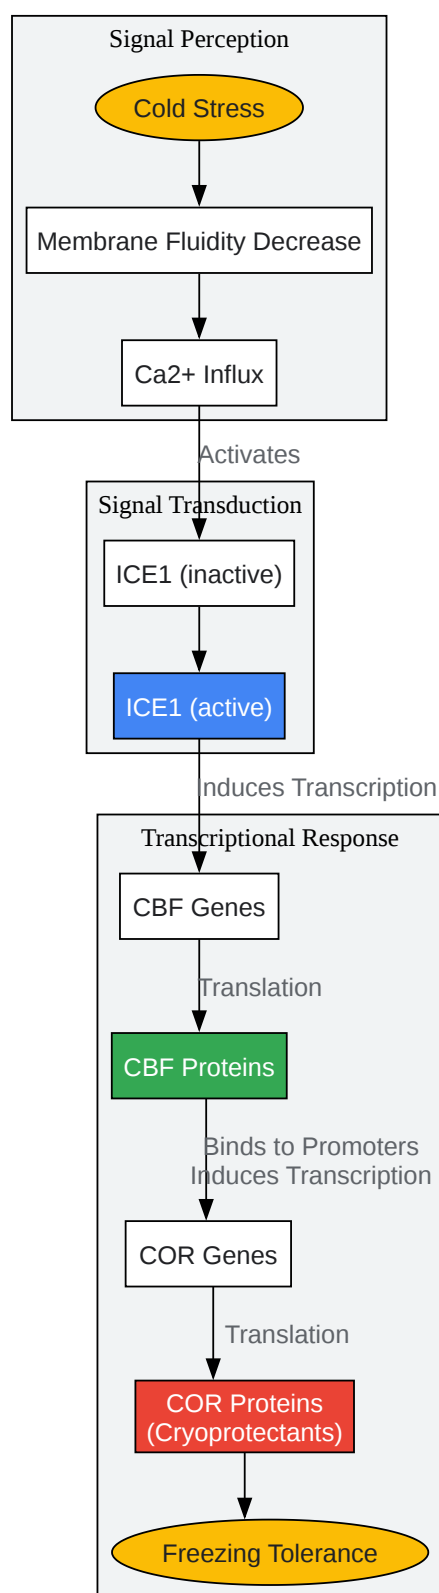 Signal Perception
Cold Stress
Membrane Fluidity Decrease
Ca2+ Influx
Activates
Signal Transduction
ICE1 (inactive)
ICE1 (active)
Induces Transcription
Transcriptional Response
CBF Genes
Translation
CBF Proteins
Binds to Promoters
Induces Transcription
COR Genes
Translation
COR Proteins
(Cryoprotectants)
Freezing Tolerance